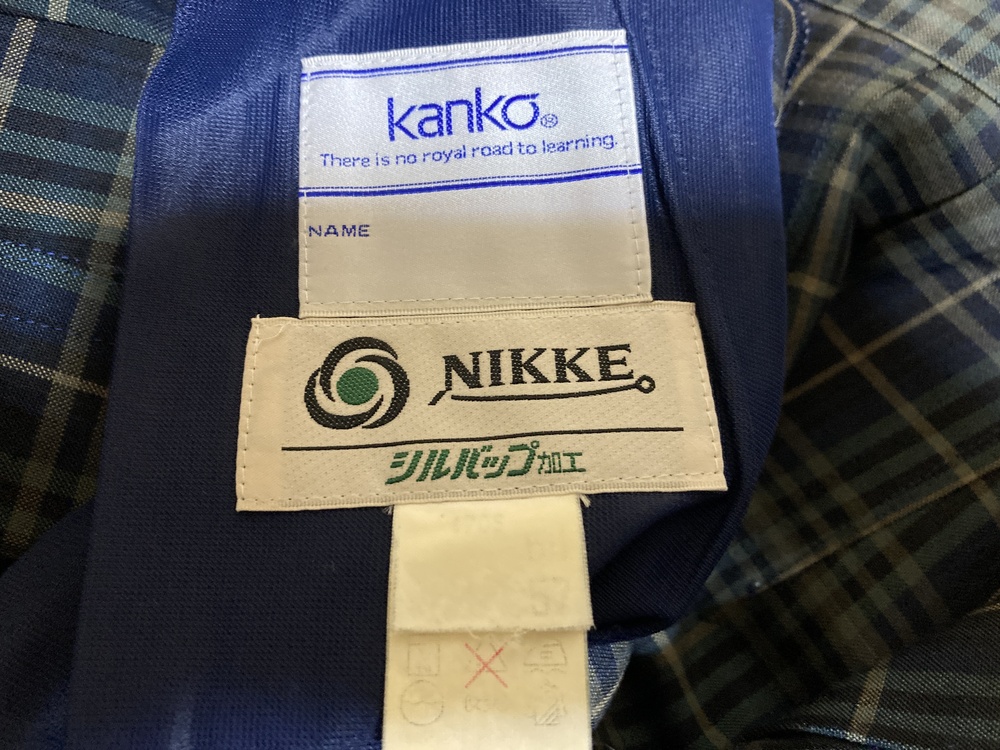 kanko®
There is no royal road to learning.
NAME
NIKKE
シルバップ加工